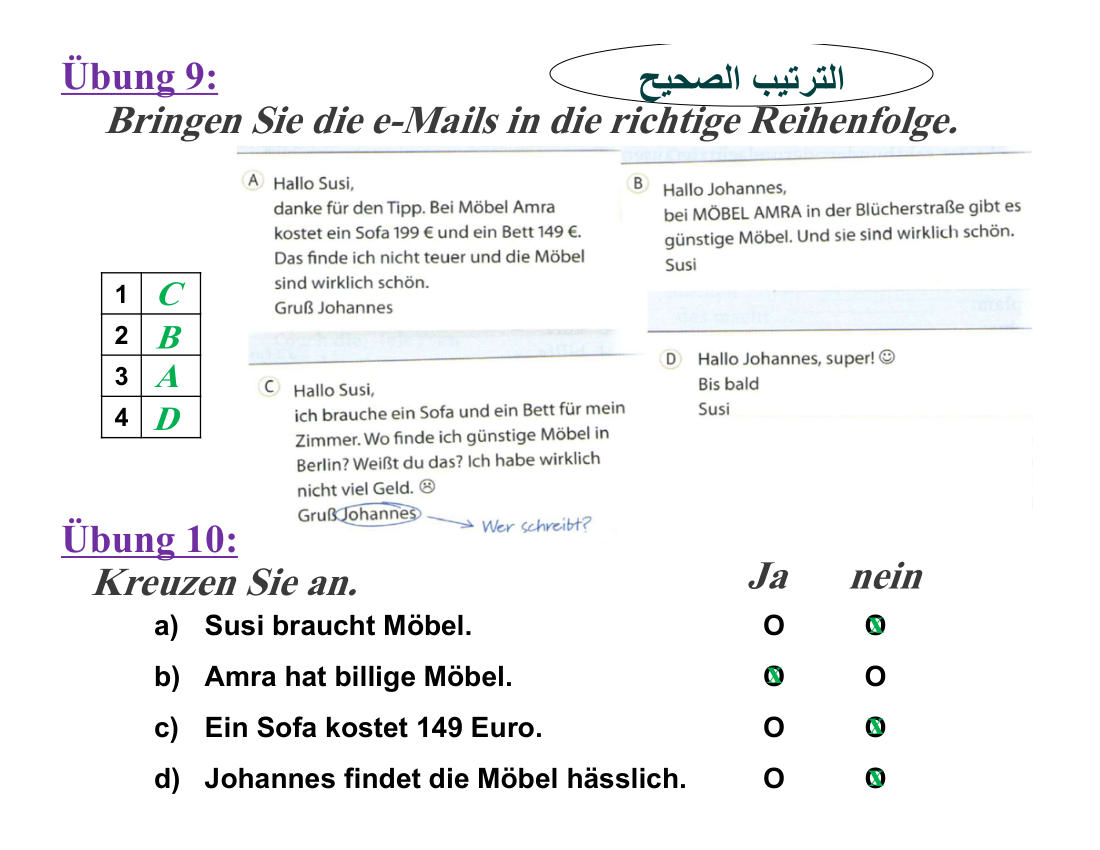 Übung 9:
الترتيب الصحيح
Bringen Sie die e-Mails in die richtige Reihenfolge.
A Hallo Susi,
danke für den Tipp. Bei Möbel Amra
kostet ein Sofa 199 € und ein Bett 149 €.
Das finde ich nicht teuer und die Möbel
sind wirklich schön.
Gruß Johannes
B Hallo Johannes,
bei MÖBEL AMRA in der Blücherstraße gibt es
günstige Möbel. Und sie sind wirklich schön.
Susi
1 C
2 B
3 A
4 D
C Hallo Susi,
ich brauche ein Sofa und ein Bett für mein
Zimmer. Wo finde ich günstige Möbel in
Berlin? Weißt du das? Ich habe wirklich
nicht viel Geld. ☹
Gruß Johannes
Wer schreibt?
D Hallo Johannes, super! ☺
Bis bald
Susi
Übung 10:
Kreuzen Sie an.
Ja nein
a) Susi braucht Möbel. O O x
b) Amra hat billige Möbel. O x O
c) Ein Sofa kostet 149 Euro. O O x
d) Johannes findet die Möbel hässlich. O O x